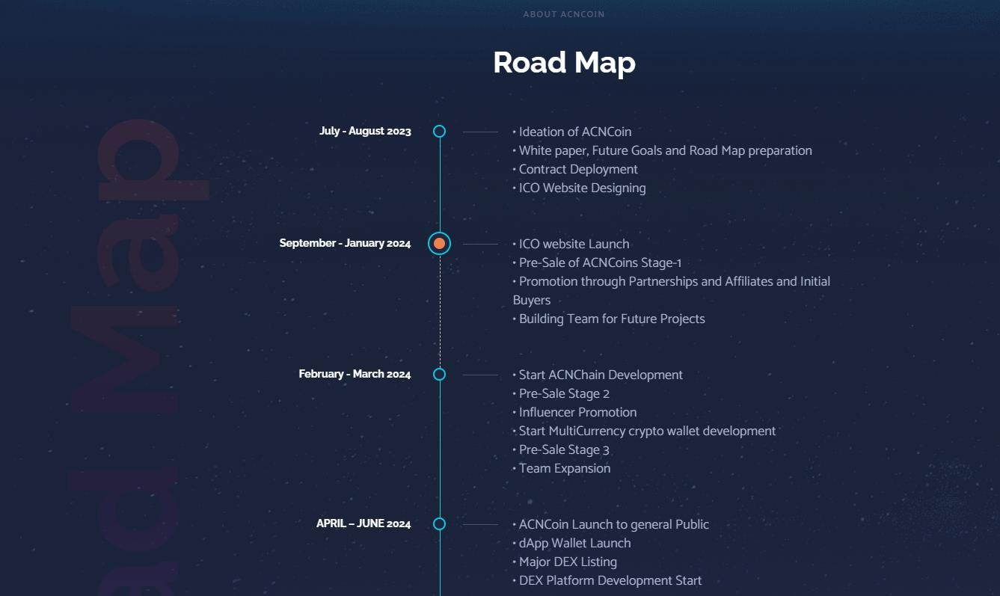 ABOUT ACNCOIN
Road Map
July - August 2023
• Ideation of ACNCoin
• White paper, Future Goals and Road Map preparation
• Contract Deployment
• ICO Website Designing
September - January 2024
• ICO website Launch
• Pre-Sale of ACNCoins Stage-1
• Promotion through Partnerships and Affiliates and Initial
Buyers
• Building Team for Future Projects
February - March 2024
• Start ACNChain Development
• Pre-Sale Stage 2
• Influencer Promotion
• Start MultiCurrency crypto wallet development
• Pre-Sale Stage 3
• Team Expansion
APRIL – JUNE 2024
• ACNCoin Launch to general Public
• dApp Wallet Launch
• Major DEX Listing
• DEX Platform Development Start
ad Map